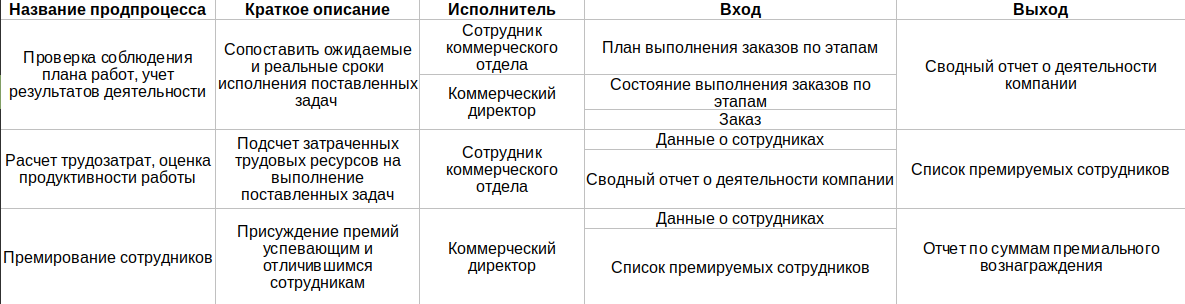 Название продпроцесса
Краткое описание
Исполнитель
Вход
Выход
Проверка соблюдения
плана работ, учет
результатов деятельности
Сопоставить ожидаемые
и реальные сроки
исполнения поставленных
задач
Сотрудник
коммерческого
отдела
Коммерческий
директор
План выполнения заказов по этапам
Состояние выполнения заказов по
этапам
Заказ
Сводный отчет о деятельности
компании
Расчет трудозатрат, оценка
продуктивности работы
Подсчет затраченных
трудовых ресурсов на
выполнение
поставленных задач
Сотрудник
коммерческого
отдела
Данные о сотрудниках
Сводный отчет о деятельности компании
Список премируемых сотрудников
Премирование сотрудников
Присуждение премий
успевающим и
отличившимся
сотрудникам
Коммерческий
директор
Данные о сотрудниках
Список премируемых сотрудников
Отчет по суммам премиального
вознаграждения